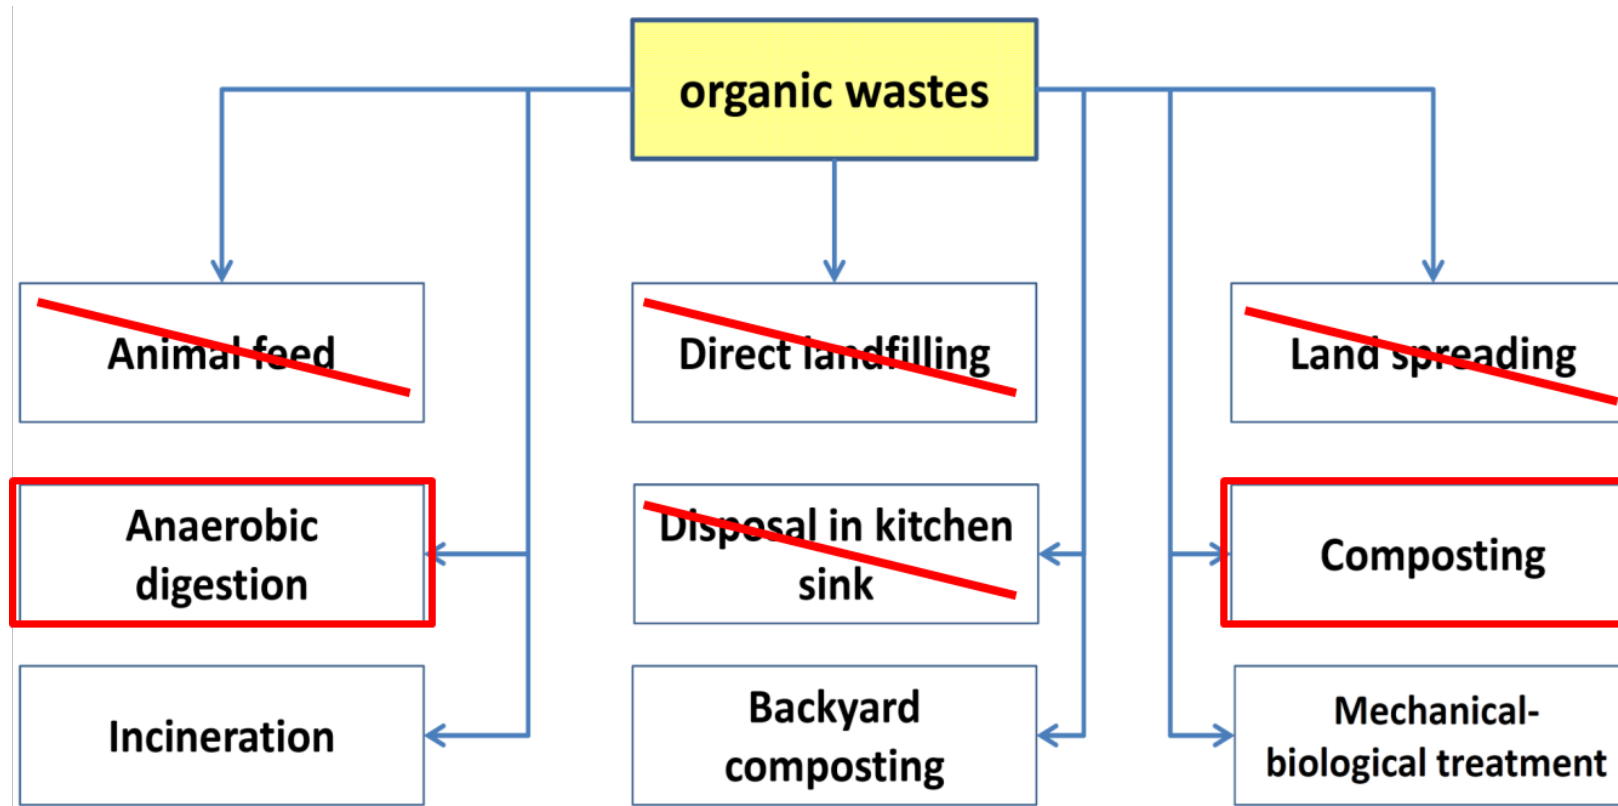 organic wastes
Animal feed
Direct landfilling
Land spreading
Anaerobic
digestion
Disposal in kitchen
sink
Composting
Incineration
Backyard
composting
Mechanical-
biological treatment